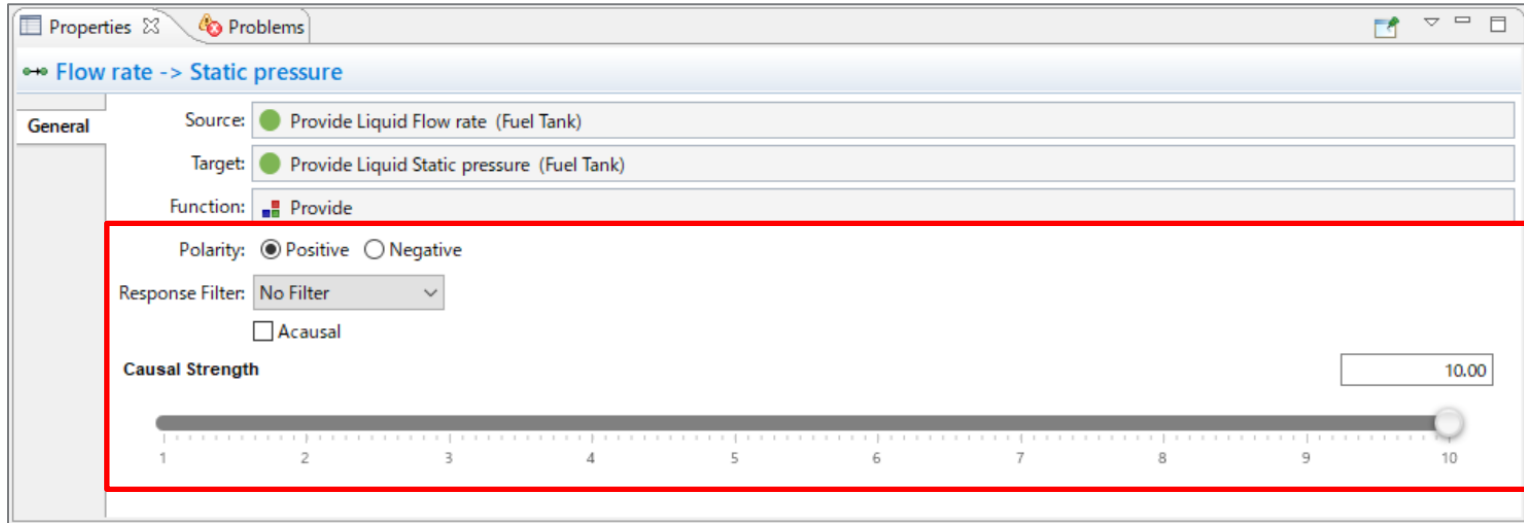 Properties Problems
Flow rate -> Static pressure
General
Source: Provide Liquid Flow rate (Fuel Tank)
Target: Provide Liquid Static pressure (Fuel Tank)
Function: Provide
Polarity: Positive Negative
Response Filter: No Filter
Acausal
Causal Strength 10.00
1 2 3 4 5 6 7 8 9 10